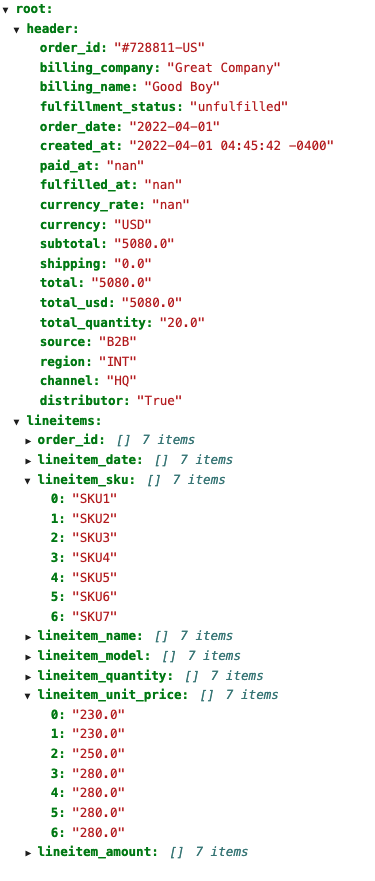 root:
header:
order_id: "#728811-US"
billing_company: "Great Company"
billing_name: "Good Boy"
fulfillment_status: "unfulfilled"
order_date: "2022-04-01"
created_at: "2022-04-01 04:45:42 -0400"
paid_at: "nan"
fulfilled_at: "nan"
currency_rate: "nan"
currency: "USD"
subtotal: "5080.0"
shipping: "0.0"
total: "5080.0"
total_usd: "5080.0"
total_quantity: "20.0"
source: "B2B"
region: "INT"
channel: "HQ"
distributor: "True"
lineitems:
order_id: [] 7 items
lineitem_date: [] 7 items
lineitem_sku: [] 7 items
0: "SKU1"
1: "SKU2"
2: "SKU3"
3: "SKU4"
4: "SKU5"
5: "SKU6"
6: "SKU7"
lineitem_name: [] 7 items
lineitem_model: [] 7 items
lineitem_quantity: [] 7 items
lineitem_unit_price: [] 7 items
0: "230.0"
1: "230.0"
2: "250.0"
3: "280.0"
4: "280.0"
5: "280.0"
6: "280.0"
lineitem_amount: [] 7 items